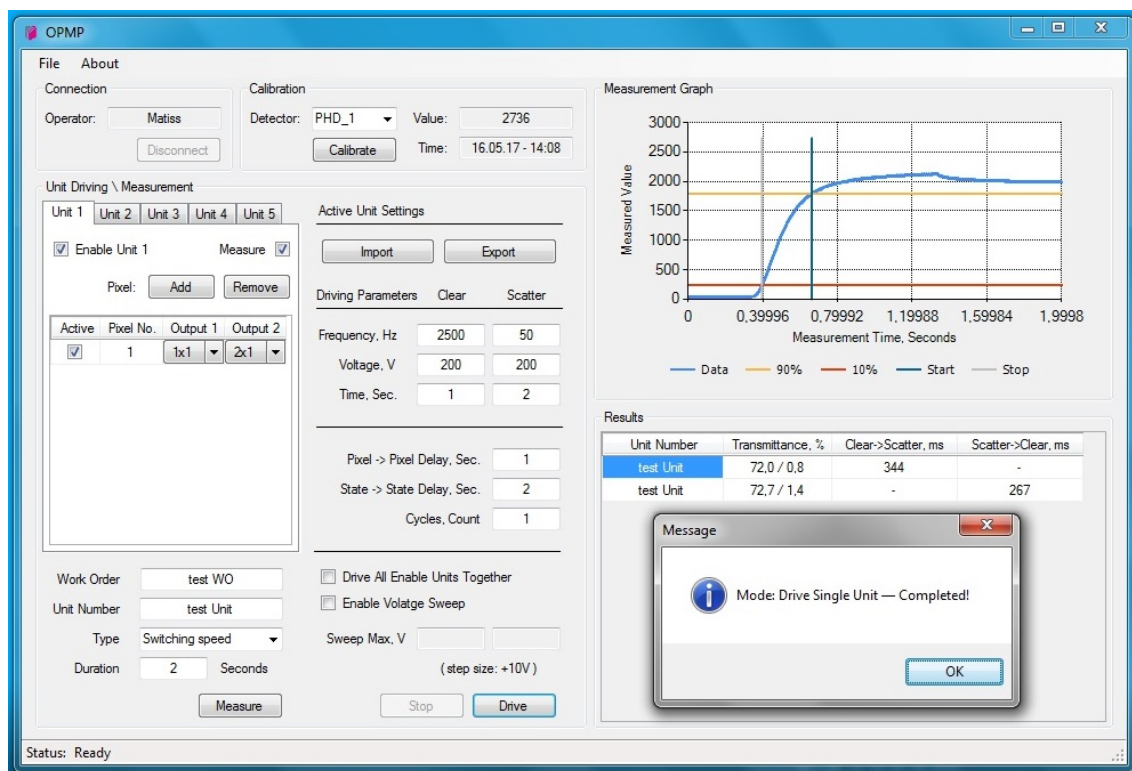 OPMP
File About
Connection
Operator: Matiss
Disconnect
Calibration
Detector: PHD_1 Value: 2736
Calibrate Time: 16.05.17 - 14:08
Unit Driving \ Measurement
Unit 1 Unit 2 Unit 3 Unit 4 Unit 5
Enable Unit 1 Measure
Pixel: Add Remove
Active Pixel No. Output 1 Output 2
1 1x1 2x1
Work Order test WO
Unit Number test Unit
Type Switching speed
Duration 2 Seconds
Measure
Active Unit Settings
Import Export
Driving Parameters Clear Scatter
Frequency, Hz 2500 50
Voltage, V 200 200
Time, Sec. 1 2
Pixel -> Pixel Delay, Sec. 1
State -> State Delay, Sec. 2
Cycles, Count 1
Drive All Enable Units Together
Enable Volatge Sweep
Sweep Max, V
( step size: +10V )
Stop Drive
Measurement Graph
Measured Value
3000
2500
2000
1500
1000
500
0
0 0,39996 0,79992 1,19988 1,59984 1,9998
Measurement Time, Seconds
Data 90% 10% Start Stop
Results
Unit Number Transmittance, % Clear->Scatter, ms Scatter->Clear, ms
test Unit 72,0 / 0,8 344 -
test Unit 72,7 / 1,4 - 267
Message
Mode: Drive Single Unit — Completed!
OK
Status: Ready